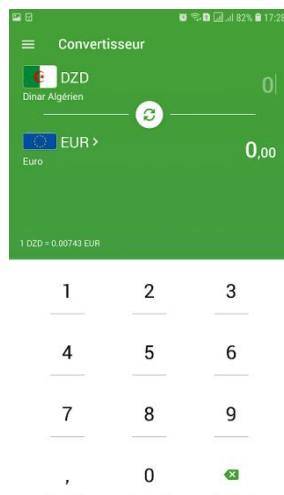 82% 17:28
Convertisseur
DZD
Dinar Algérien
0
EUR >
Euro
0,00
1 DZD = 0.00743 EUR
1 2 3
4 5 6
7 8 9
, 0